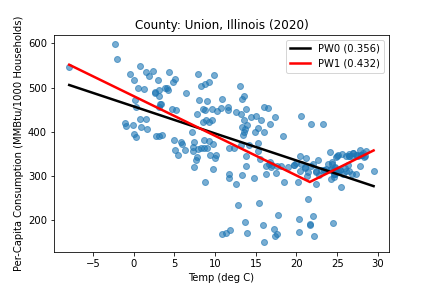 County: Union, Illinois (2020)
PW0 (0.356)
PW1 (0.432)
Per-Capita Consumption (MMBtu/1000 Households)
600
500
400
300
200
−5 0 5 10 15 20 25 30
Temp (deg C)